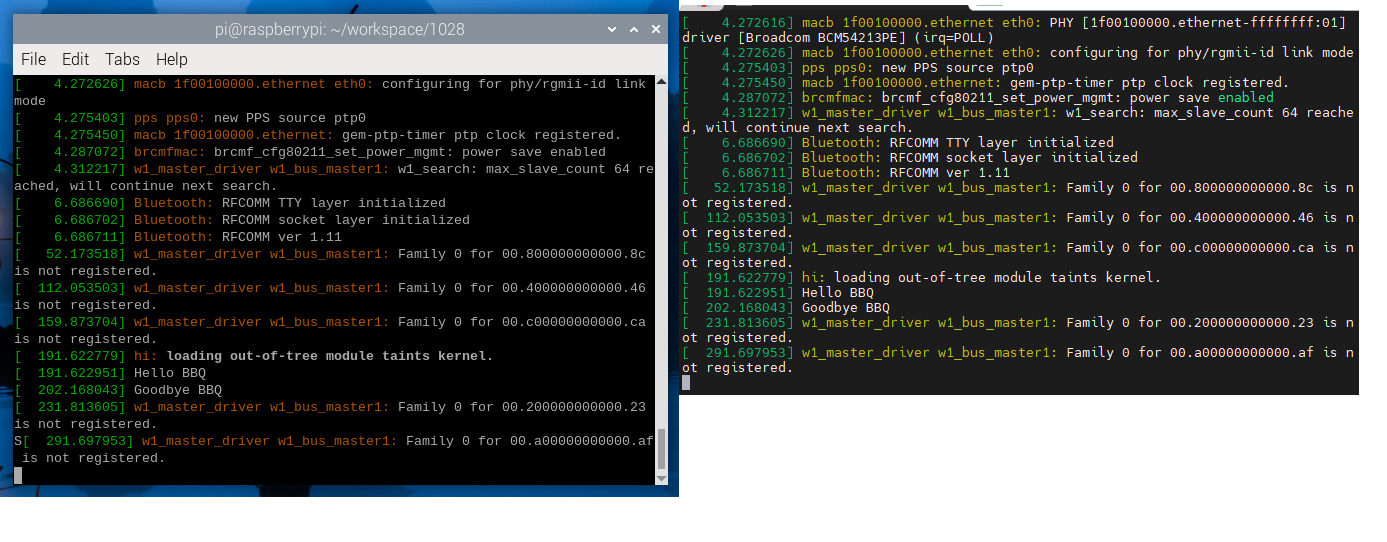 pi@raspberrypi: ~/workspace/1028
File Edit Tabs Help
[    4.272626] macb 1f00100000.ethernet eth0: configuring for phy/rgmii-id link
mode
[    4.275403] pps pps0: new PPS source ptp0
[    4.275450] macb 1f00100000.ethernet: gem-ptp-timer ptp clock registered.
[    4.287072] brcmfmac: brcmf_cfg80211_set_power_mgmt: power save enabled
[    4.312217] w1_master_driver w1_bus_master1: w1_search: max_slave_count 64 re
ached, will continue next search.
[    6.686690] Bluetooth: RFCOMM TTY layer initialized
[    6.686702] Bluetooth: RFCOMM socket layer initialized
[    6.686711] Bluetooth: RFCOMM ver 1.11
[   52.173518] w1_master_driver w1_bus_master1: Family 0 for 00.800000000000.8c
is not registered.
[  112.053503] w1_master_driver w1_bus_master1: Family 0 for 00.400000000000.46
is not registered.
[  159.873704] w1_master_driver w1_bus_master1: Family 0 for 00.c00000000000.ca
is not registered.
[  191.622779] hi: loading out-of-tree module taints kernel.
[  191.622951] Hello BBQ
[  202.168043] Goodbye BBQ
[  231.813605] w1_master_driver w1_bus_master1: Family 0 for 00.200000000000.23
is not registered.
S[  291.697953] w1_master_driver w1_bus_master1: Family 0 for 00.a00000000000.af
is not registered.
[    4.272616] macb 1f00100000.ethernet eth0: PHY [1f00100000.ethernet-ffffffff:01]
driver [Broadcom BCM54213PE] (irq=POLL)
[    4.272626] macb 1f00100000.ethernet eth0: configuring for phy/rgmii-id link mode
[    4.275403] pps pps0: new PPS source ptp0
[    4.275450] macb 1f00100000.ethernet: gem-ptp-timer ptp clock registered.
[    4.287072] brcmfmac: brcmf_cfg80211_set_power_mgmt: power save enabled
[    4.312217] w1_master_driver w1_bus_master1: w1_search: max_slave_count 64 reache
d, will continue next search.
[    6.686690] Bluetooth: RFCOMM TTY layer initialized
[    6.686702] Bluetooth: RFCOMM socket layer initialized
[    6.686711] Bluetooth: RFCOMM ver 1.11
[   52.173518] w1_master_driver w1_bus_master1: Family 0 for 00.800000000000.8c is n
ot registered.
[  112.053503] w1_master_driver w1_bus_master1: Family 0 for 00.400000000000.46 is n
ot registered.
[  159.873704] w1_master_driver w1_bus_master1: Family 0 for 00.c00000000000.ca is n
ot registered.
[  191.622779] hi: loading out-of-tree module taints kernel.
[  191.622951] Hello BBQ
[  202.168043] Goodbye BBQ
[  231.813605] w1_master_driver w1_bus_master1: Family 0 for 00.200000000000.23 is n
ot registered.
[  291.697953] w1_master_driver w1_bus_master1: Family 0 for 00.a00000000000.af is n
ot registered.